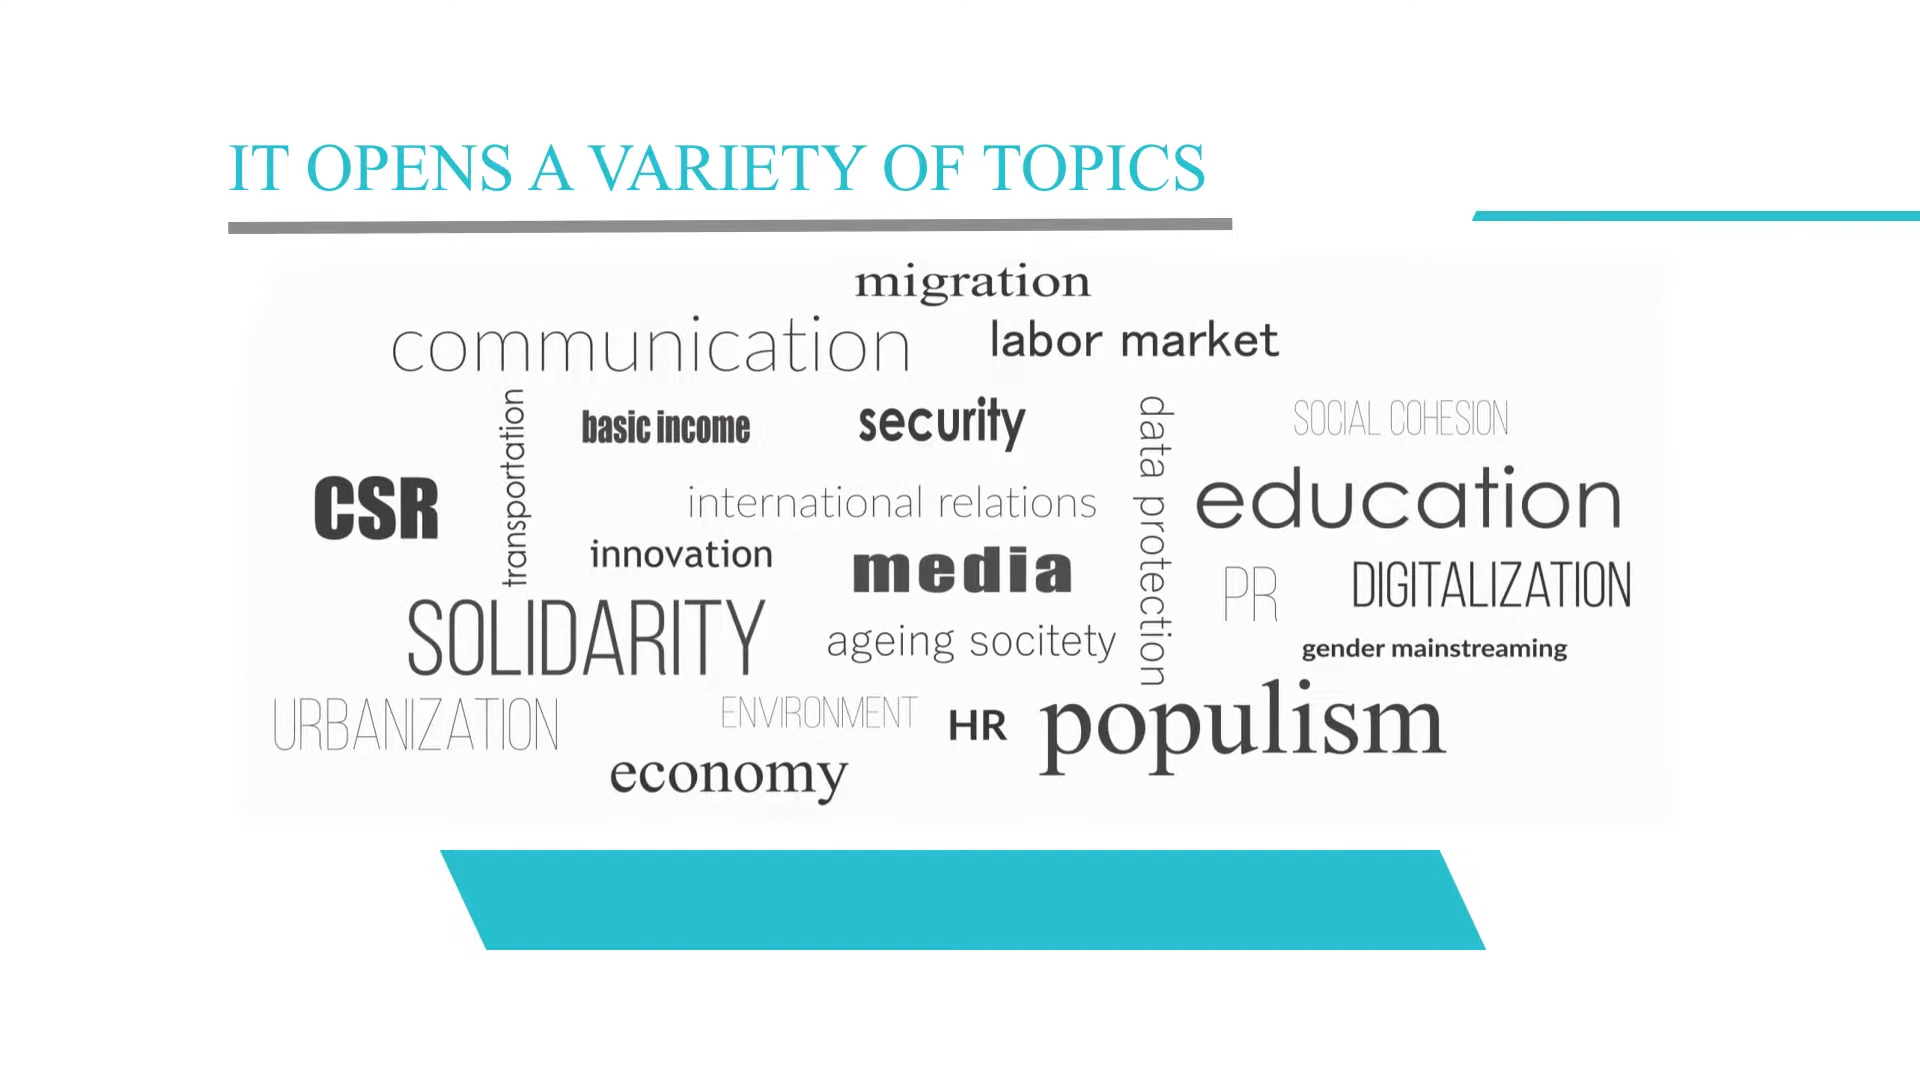 IT OPENS A VARIETY OF TOPICS
migration
communication
labor market
transportation
basic income
security
data protection
SOCIAL COHESION
CSR
international relations
education
innovation
media
PR
DIGITALIZATION
SOLIDARITY
ageing socitety
gender mainstreaming
URBANIZATION
ENVIRONMENT
HR
populism
economy